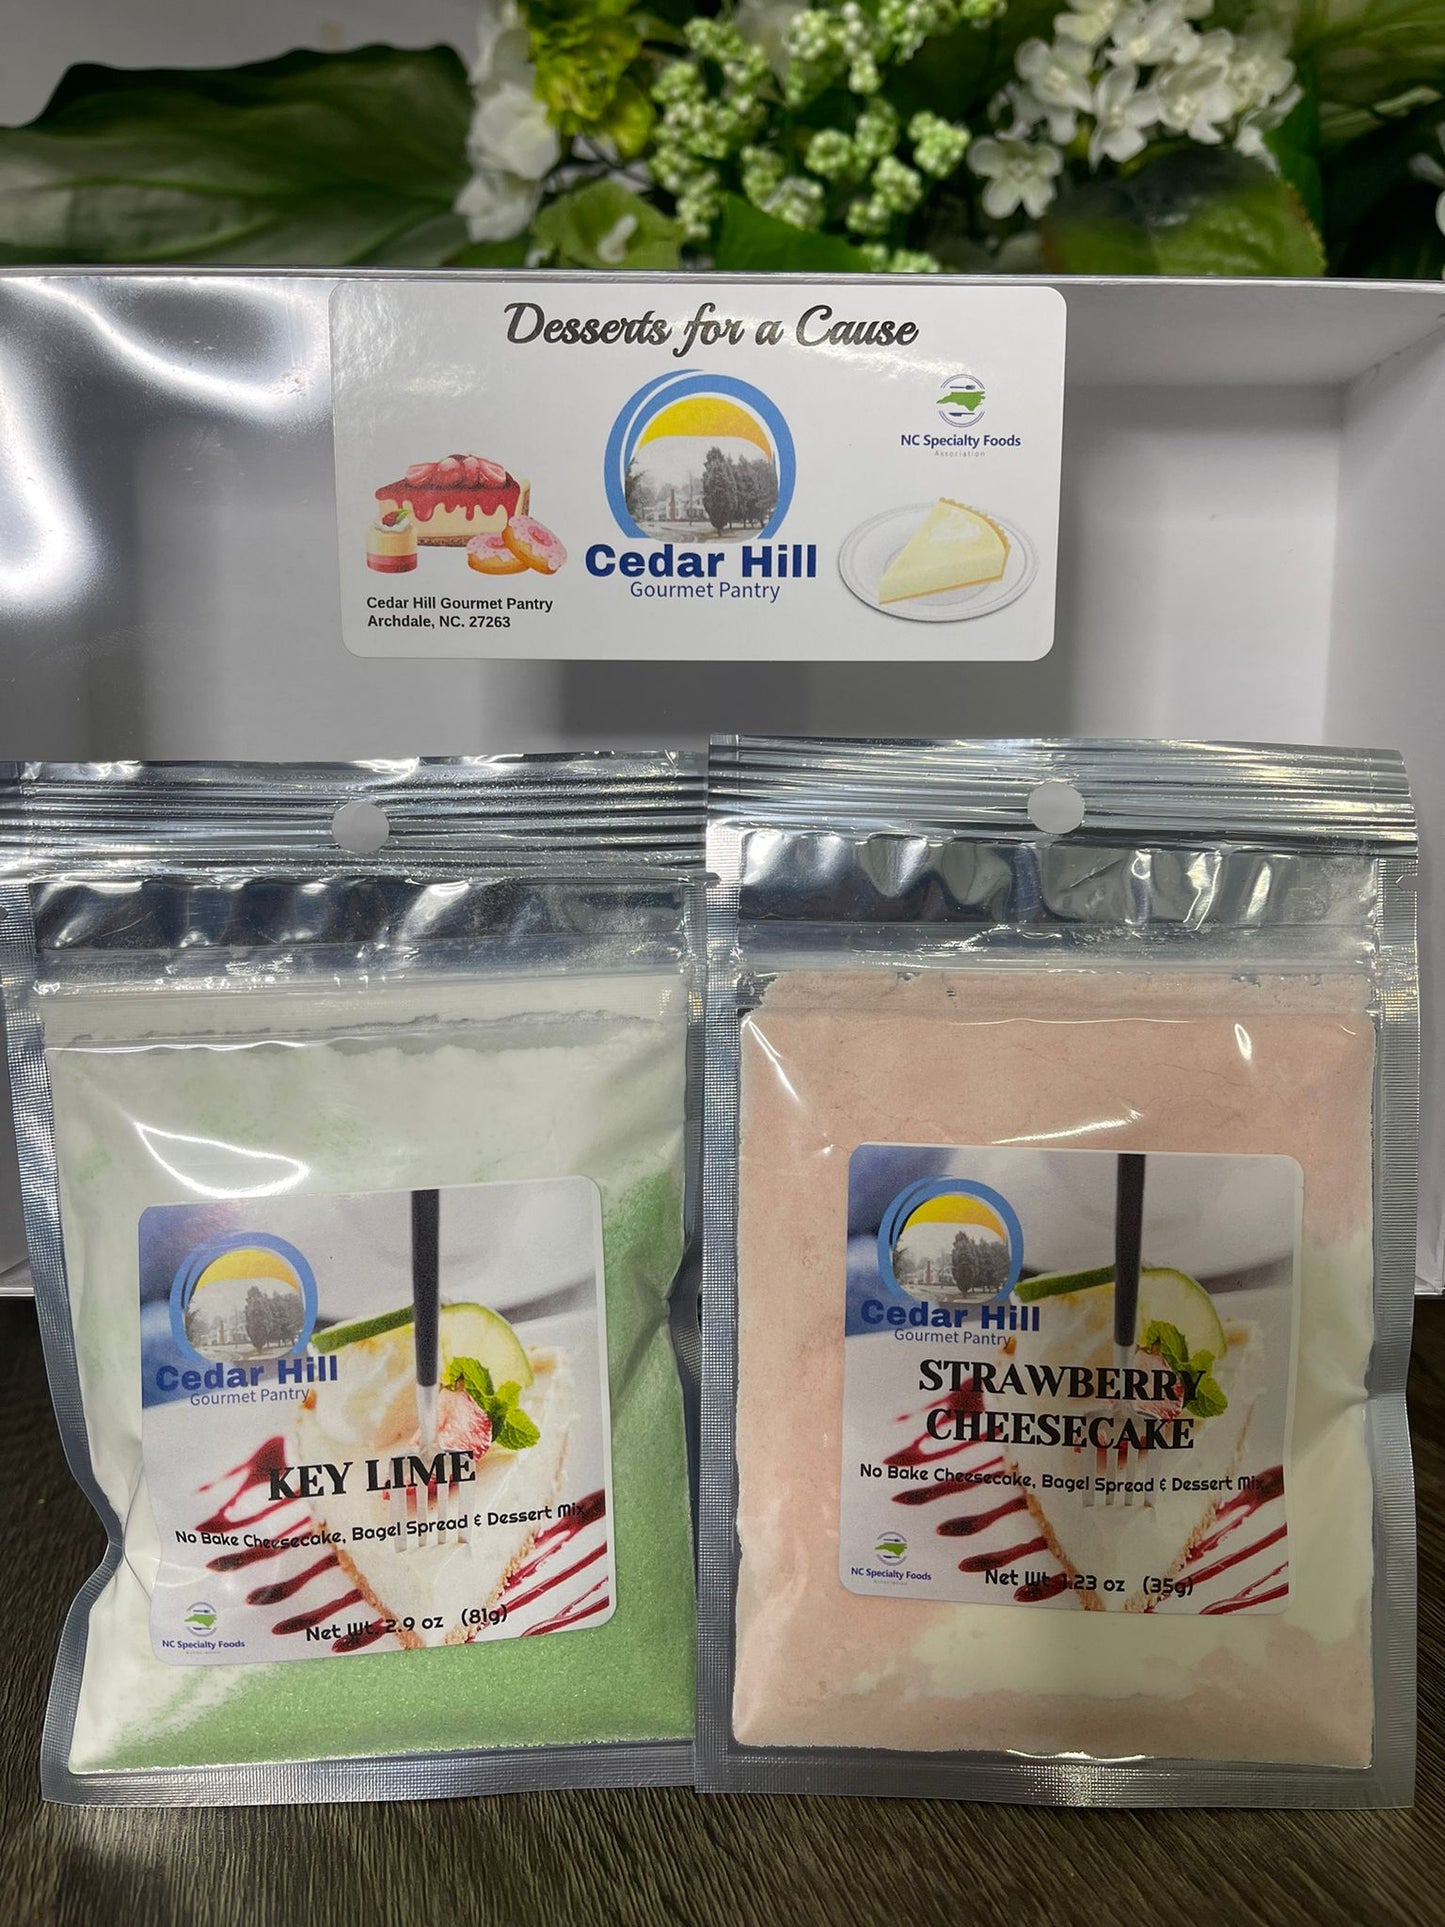 Desserts for a Cause
NC Specialty Foods
Association
Cedar Hill
Gourmet Pantry
Cedar Hill Gourmet Pantry
Archdale, NC. 27263
Cedar Hill
Gourmet Pantry
KEY LIME
No Bake Cheesecake, Bagel Spread & Dessert Mix
Net Wt. 2.9 oz (81g)
NC Specialty Foods
Association
Cedar Hill
Gourmet Pantry
STRAWBERRY
CHEESECAKE
No Bake Cheesecake, Bagel Spread & Dessert Mix
Net Wt. 1.23 oz (35g)
NC Specialty Foods
Association